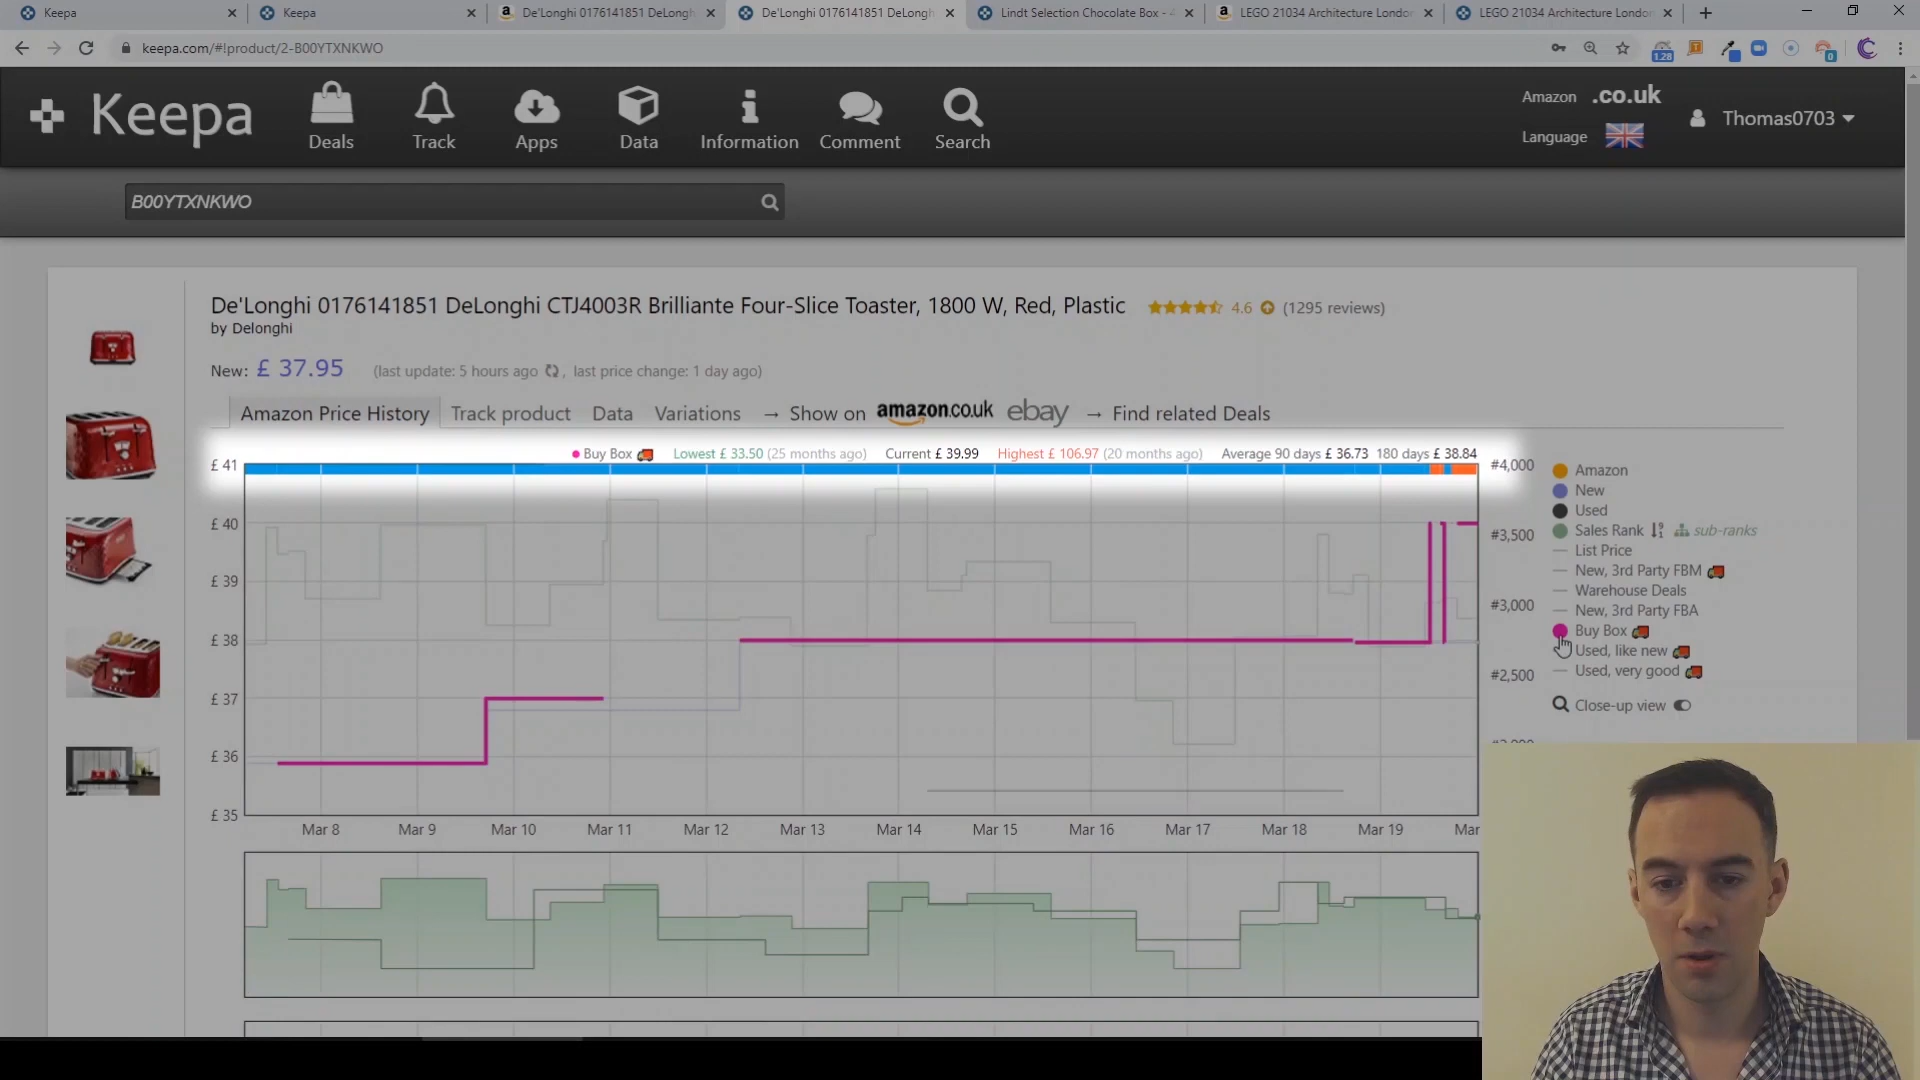 Keepa
Keepa
De'Longhi 0176141851 DeLongh
De'Longhi 0176141851 DeLongh
Lindt Selection Chocolate Box - 4
LEGO 21034 Architecture London
LEGO 21034 Architecture London
keepa.com/#!product/2-B00YTXNKWO
1.28
0
Keepa
Deals
Track
Apps
Data
Information
Comment
Search
Amazon .co.uk
Language
Thomas0703
B00YTXNKWO
De'Longhi 0176141851 DeLonghi CTJ4003R Brilliante Four-Slice Toaster, 1800 W, Red, Plastic 4.6 (1295 reviews)
by Delonghi
New: £ 37.95 (last update: 5 hours ago , last price change: 1 day ago)
Amazon Price History Track product Data Variations → Show on amazon.co.uk ebay → Find related Deals
Buy Box Lowest £ 33.50 (25 months ago) Current £ 39.99 Highest £ 106.97 (20 months ago) Average 90 days £ 36.73 180 days £ 38.84
£ 41
£ 40
£ 39
£ 38
£ 37
£ 36
£ 35
#4,000
#3,500
#3,000
#2,500
Mar 8 Mar 9 Mar 10 Mar 11 Mar 12 Mar 13 Mar 14 Mar 15 Mar 16 Mar 17 Mar 18 Mar 19 Mar
Amazon
New
Used
Sales Rank sub-ranks
List Price
New, 3rd Party FBM
Warehouse Deals
New, 3rd Party FBA
Buy Box
Used, like new
Used, very good
Close-up view